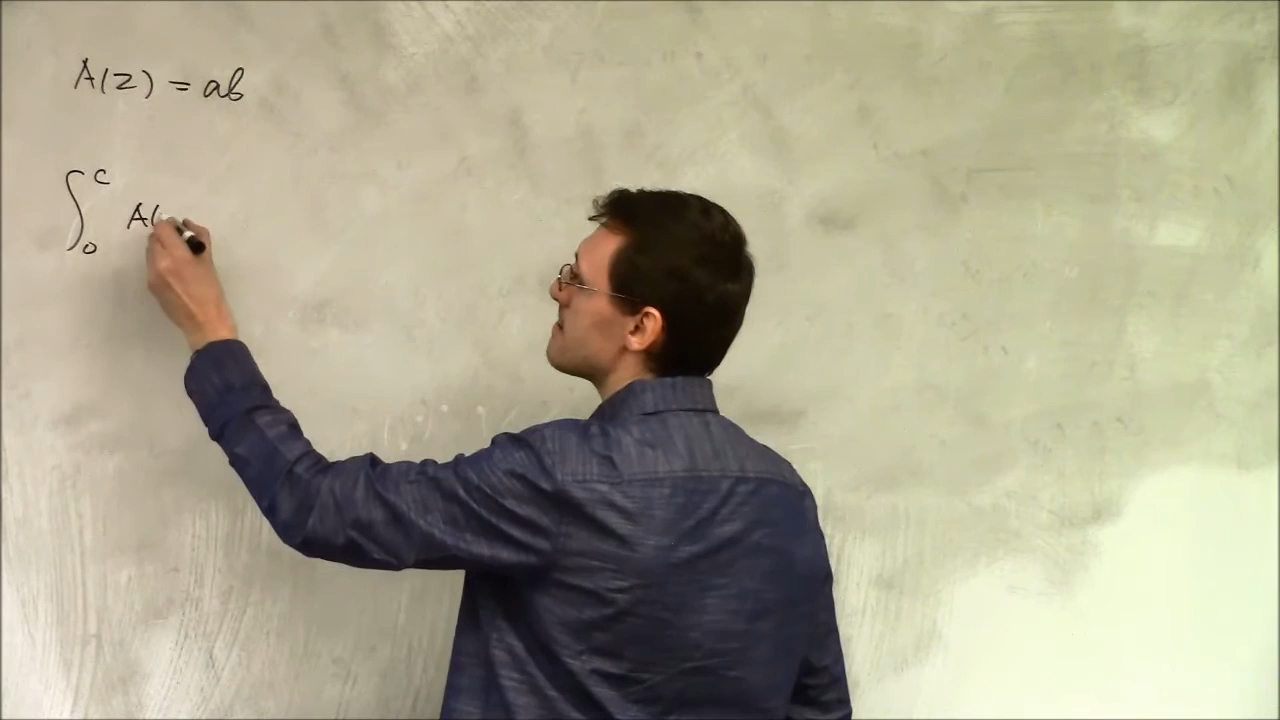 A(z) = ab
∫₀ᶜ A(